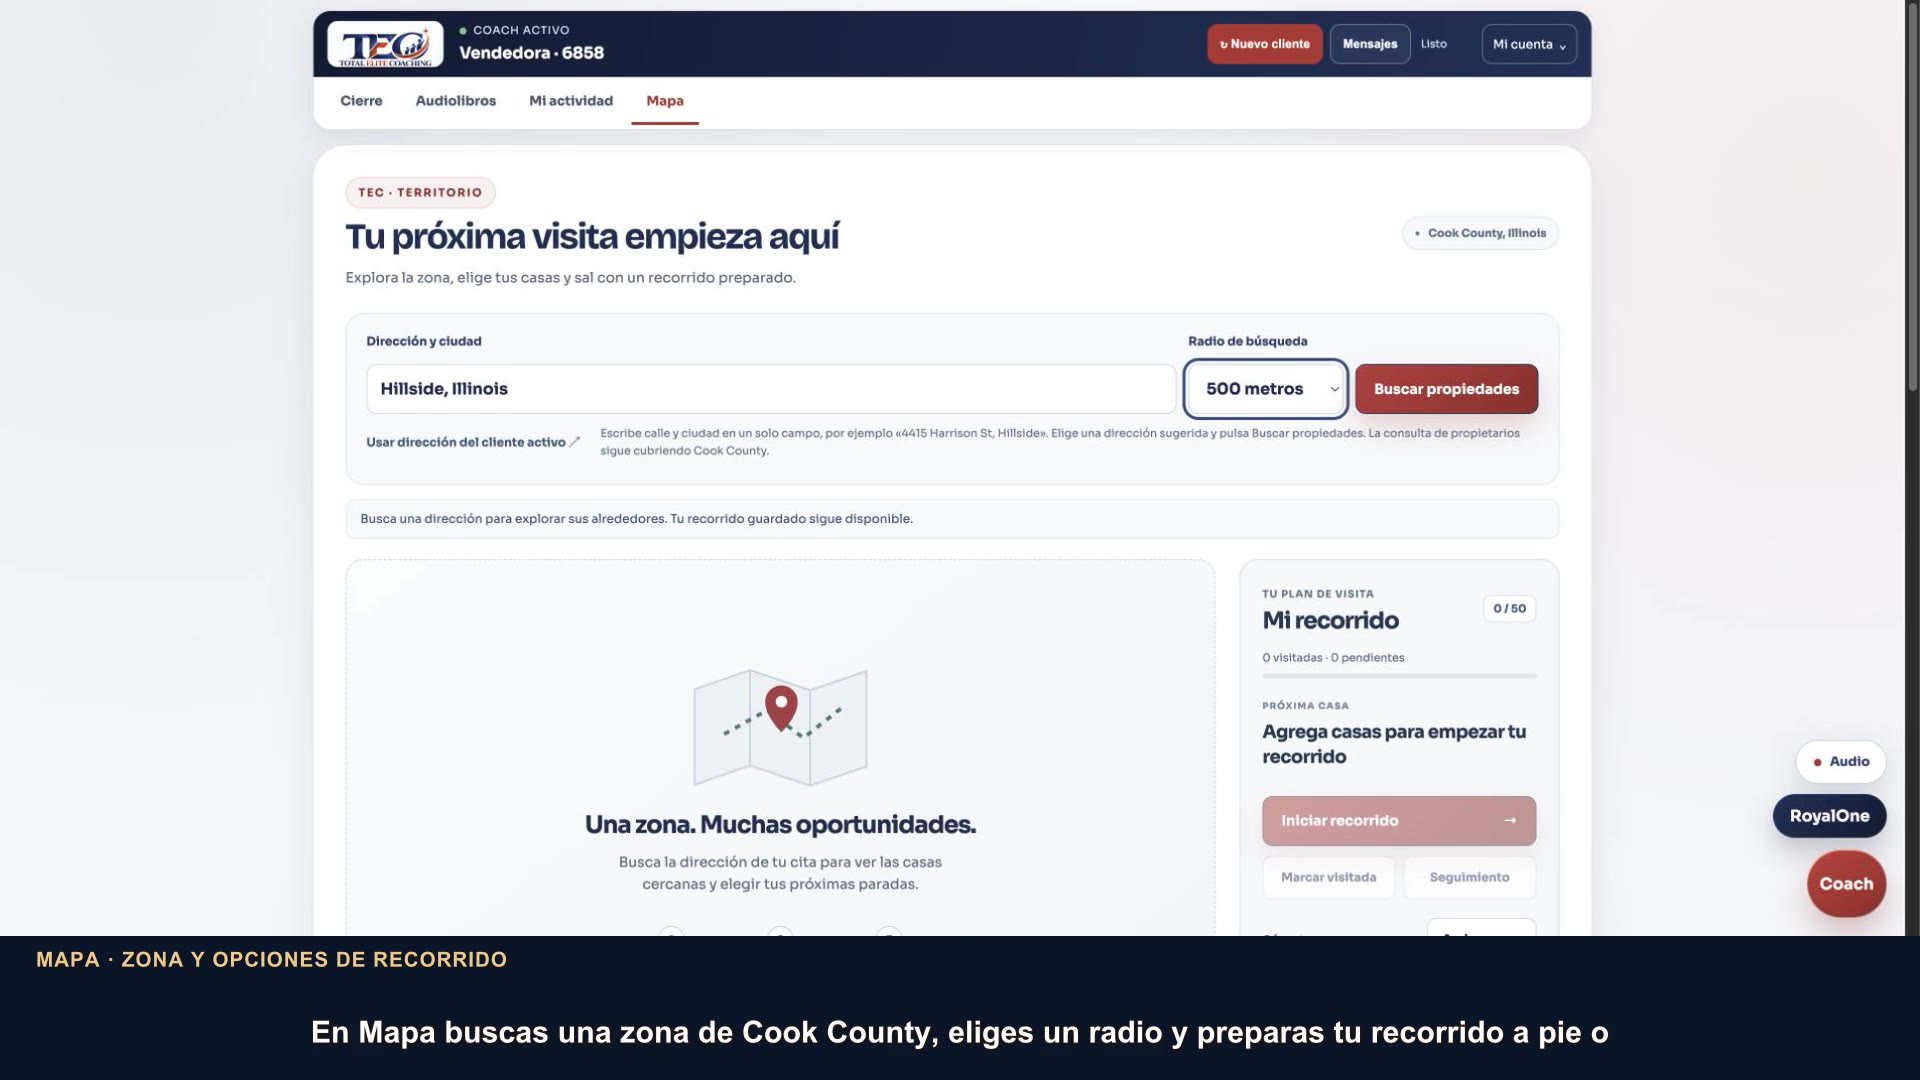 TEC
TOTAL ELITE COACHING
COACH ACTIVO
Vendedora · 6858
↻ Nuevo cliente
Mensajes
Listo
Mi cuenta
Cierre
Audiolibros
Mi actividad
Mapa
TEC · TERRITORIO
Tu próxima visita empieza aquí
Cook County, Illinois
Explora la zona, elige tus casas y sal con un recorrido preparado.
Dirección y ciudad
Radio de búsqueda
Hillside, Illinois
500 metros
Buscar propiedades
Usar dirección del cliente activo
Escribe calle y ciudad en un solo campo, por ejemplo «4415 Harrison St, Hillside». Elige una dirección sugerida y pulsa Buscar propiedades. La consulta de propietarios
sigue cubriendo Cook County.
Busca una dirección para explorar sus alrededores. Tu recorrido guardado sigue disponible.
Una zona. Muchas oportunidades.
Busca la dirección de tu cita para ver las casas
cercanas y elegir tus próximas paradas.
TU PLAN DE VISITA
Mi recorrido
0 / 50
0 visitadas · 0 pendientes
PRÓXIMA CASA
Agrega casas para empezar tu
recorrido
Iniciar recorrido →
Marcar visitada
Seguimiento
Audio
RoyalOne
Coach
MAPA · ZONA Y OPCIONES DE RECORRIDO
En Mapa buscas una zona de Cook County, eliges un radio y preparas tu recorrido a pie o